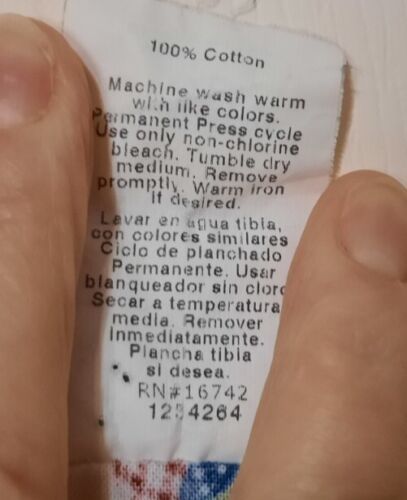 100% Cotton
Machine wash warm
with like colors.
Permanent Press cycle
Use only non-chlorine
bleach. Tumble dry
medium. Remove
promptly. Warm iron
if desired.
Lavar en agua tibia,
con colores similares
Ciclo de planchado
Permanente. Usar
blanqueador sin cloro
Secar a temperatura
media. Remover
Inmediatamente.
Plancha tibia
si desea.
RN#16742
1254264